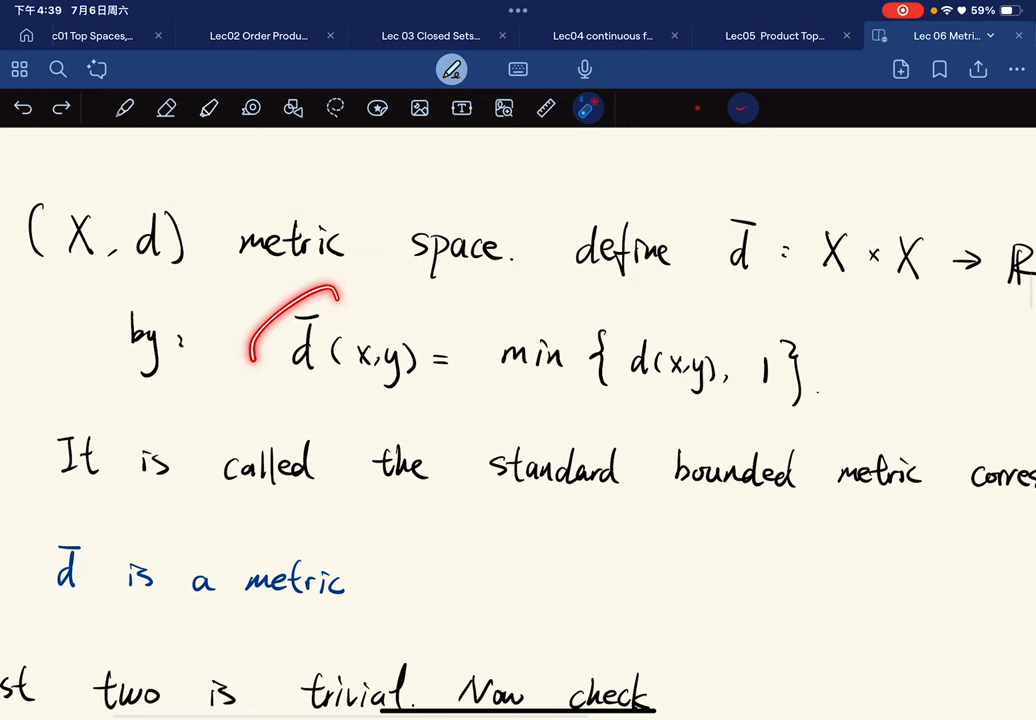 下午4:39 7月6日周六
59%
c01 Top Spaces,...
Lec02 Order Produ...
Lec 03 Closed Sets...
Lec04 continuous f...
Lec05 Product Top...
Lec 06 Metri...
(X, d) metric space. define d̄ : X × X → ℝ
by: d̄(x,y) = min { d(x,y), 1 }.
It is called the standard bounded metric corres
d̄ is a metric
st two is trivial. Now check